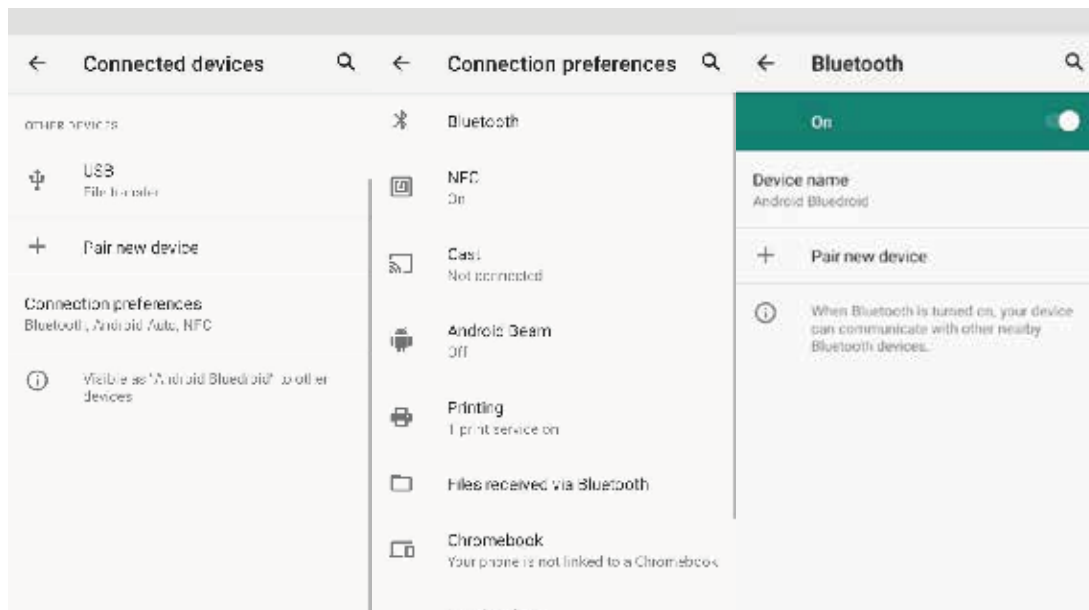 Connected devices
OTHER DEVICES
USB
File transfer
Pair new device
Connection preferences
Bluetooth, Android Auto, NFC
Visible as "Android Bluedroid" to other
devices
Connection preferences
Bluetooth
NFC
On
Cast
Not connected
Android Beam
Off
Printing
1 print service on
Files received via Bluetooth
Chromebook
Your phone is not linked to a Chromebook
Bluetooth
On
Device name
Android Bluedroid
Pair new device
When Bluetooth is turned on, your device
can communicate with other nearby
Bluetooth devices.